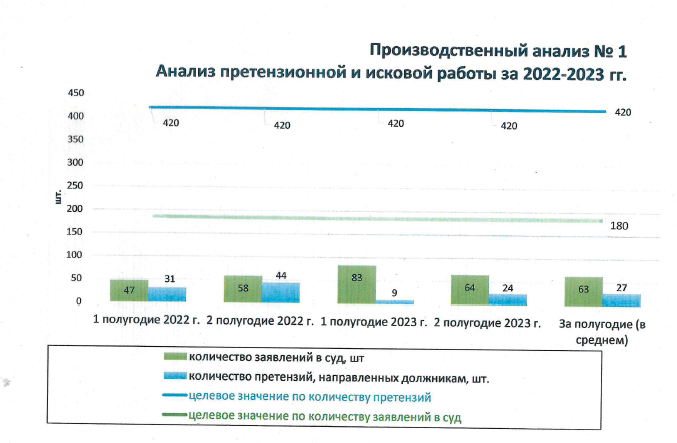 Производственный анализ № 1
Анализ претензионной и исковой работы за 2022-2023 гг.
450
400
350
300
250
200
150
100
50
0
шт.
420
420
420
420
420
180
47
31
58
44
83
9
64
24
63
27
1 полугодие 2022 г.
2 полугодие 2022 г.
1 полугодие 2023 г.
2 полугодие 2023 г.
За полугодие (в
среднем)
количество заявлений в суд, шт
количество претензий, направленных должникам, шт.
целевое значение по количеству претензий
целевое значение по количеству заявлений в суд